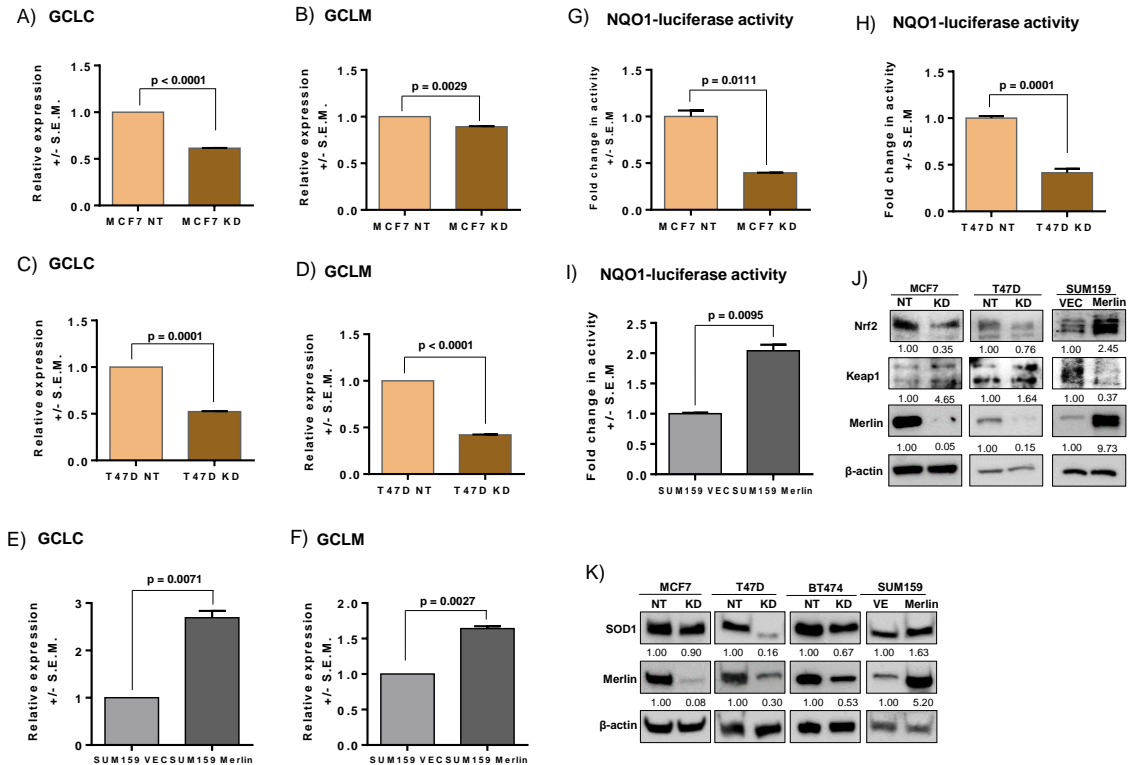 A) GCLC
Relative expression
+/- S.E.M.
p < 0.0001
1.5
1.0
0.5
0.0
MCF7 NT MCF7 KD
B) GCLM
Relative expression
+/- S.E.M.
p = 0.0029
1.5
1.0
0.5
0.0
MCF7 NT MCF7 KD
C) GCLC
Relative expression
+/- S.E.M.
p = 0.0001
1.5
1.0
0.5
0.0
T47D NT T47D KD
D) GCLM
Relative expression
+/- S.E.M.
p < 0.0001
1.5
1.0
0.5
0.0
T47D NT T47D KD
E) GCLC
Relative expression
+/- S.E.M.
p = 0.0071
3
2
1
0
SUM159 VEC SUM159 Merlin
F) GCLM
Relative expression
+/- S.E.M.
p = 0.0027
2.0
1.5
1.0
0.5
0.0
SUM159 VEC SUM159 Merlin
G) NQO1-luciferase activity
Fold change in activity
+/- S.E.M
p = 0.0111
1.5
1.0
0.5
0.0
MCF7 NT MCF7 KD
H) NQO1-luciferase activity
Fold change in activity
+/- S.E.M
p = 0.0001
1.5
1.0
0.5
0.0
T47D NT T47D KD
I) NQO1-luciferase activity
Fold change in activity
+/- S.E.M
p = 0.0095
2.5
2.0
1.5
1.0
0.5
0.0
SUM159 VEC SUM159 Merlin
J)
MCF7 T47D SUM159
NT KD NT KD VEC Merlin
Nrf2
1.00 0.35 1.00 0.76 1.00 2.45
Keap1
1.00 4.65 1.00 1.64 1.00 0.37
Merlin
1.00 0.05 1.00 0.15 1.00 9.73
β-actin
K)
MCF7 T47D BT474 SUM159
NT KD NT KD NT KD VE Merlin
SOD1
1.00 0.90 1.00 0.16 1.00 0.67 1.00 1.63
Merlin
1.00 0.08 1.00 0.30 1.00 0.53 1.00 5.20
β-actin